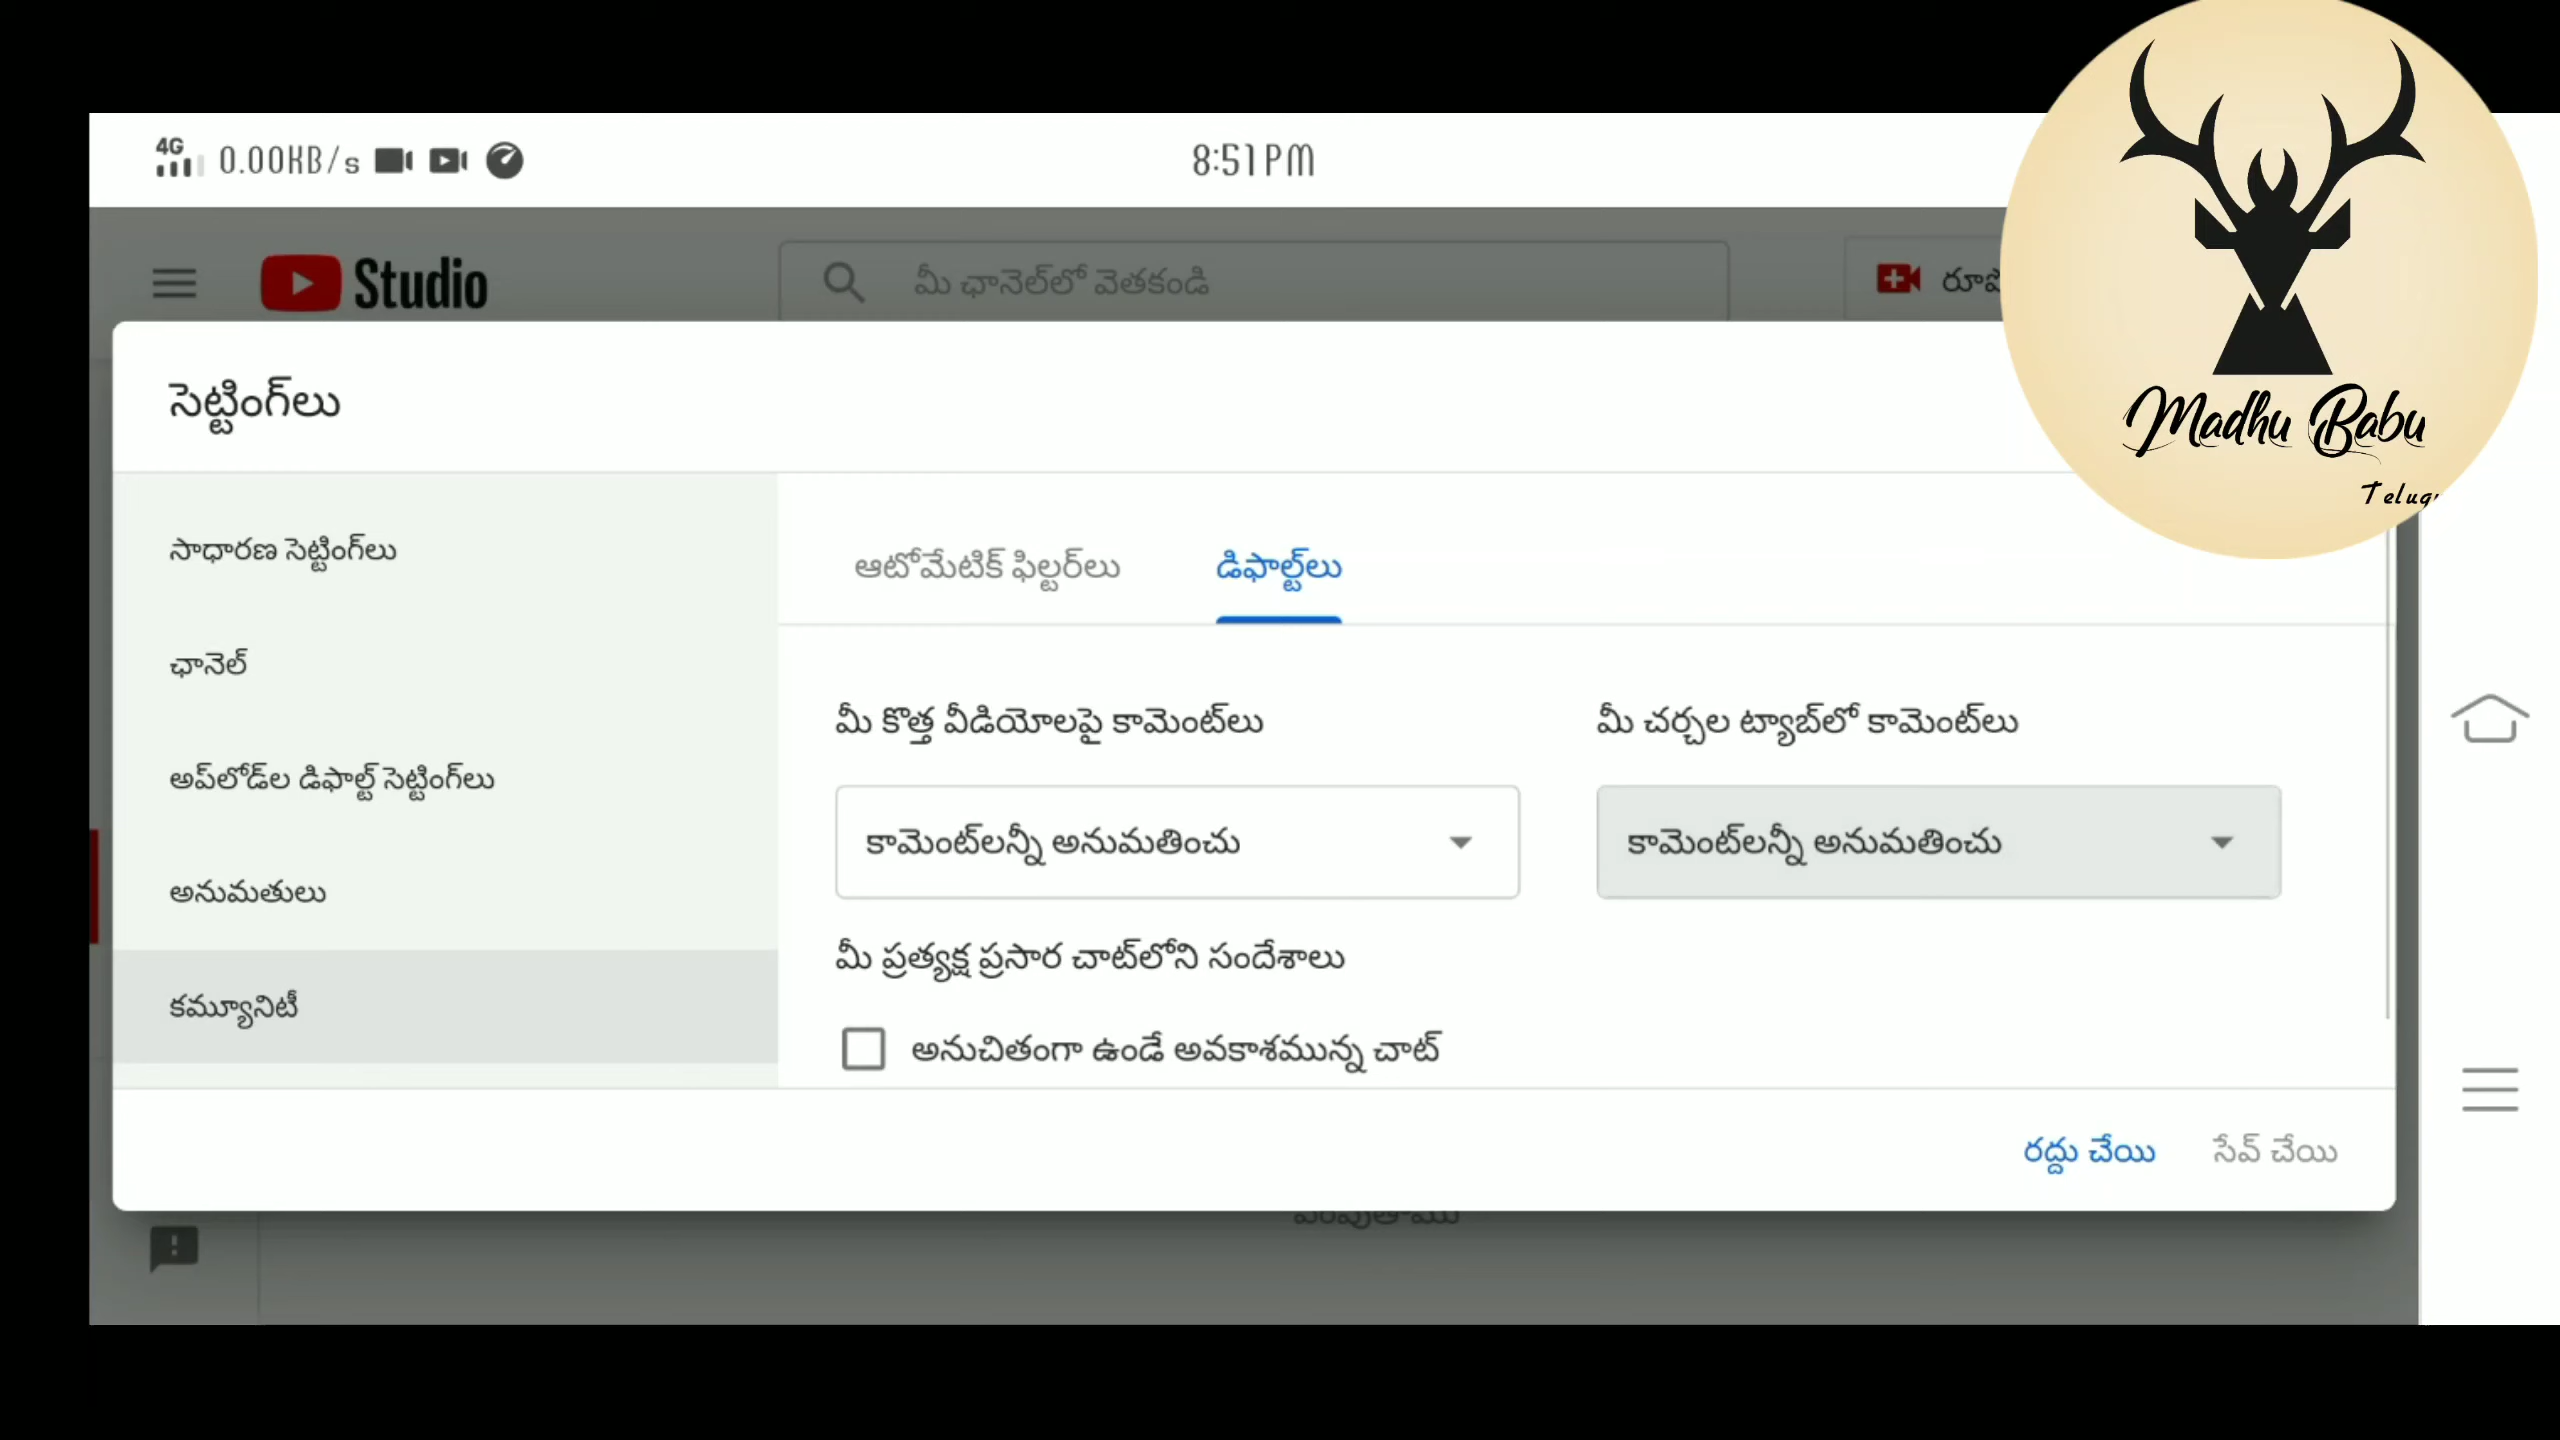 4G 0.00KB/s
8:51PM
Studio
మీ ఛానెల్‌లో వెతకండి
సెట్టింగ్‌లు
సాధారణ సెట్టింగ్‌లు
ఛానెల్
అప్‌లోడ్‌ల డిఫాల్ట్ సెట్టింగ్‌లు
అనుమతులు
కమ్యూనిటీ
ఆటోమేటిక్ ఫిల్టర్‌లు
డిఫాల్ట్‌లు
మీ కొత్త వీడియోలపై కామెంట్‌లు
కామెంట్‌లన్నీ అనుమతించు
మీ చర్చల ట్యాబ్‌లో కామెంట్‌లు
కామెంట్‌లన్నీ అనుమతించు
మీ ప్రత్యక్ష ప్రసార చాట్‌లోని సందేశాలు
అనుచితంగా ఉండే అవకాశమున్న చాట్
రద్దు చేయి
సేవ్ చేయి
Madhu Babu